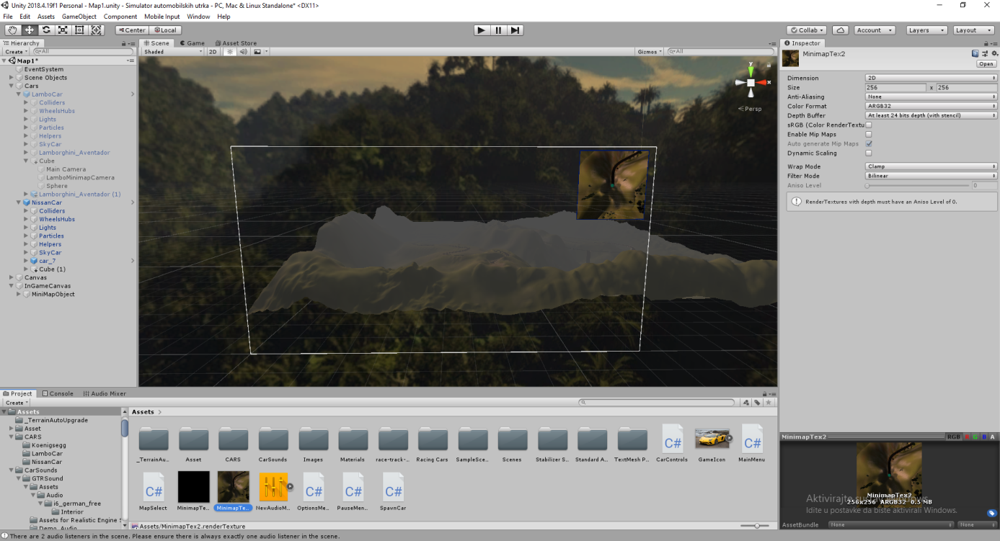 Unity 2018.4.19f1 Personal - Map1.unity - Simulator automobilskih utrka - PC, Mac & Linux Standalone* <DX11>
File Edit Assets GameObject Component Mobile Input Window Help
Center Local
Collab Account Layers Layout
Hierarchy
Create All
Map1*
EventSystem
Scene Objects
Cars
LamboCar
Colliders
WheelsHubs
Lights
Particles
Helpers
SkyCar
Lamborghini_Aventador
Cube
Main Camera
LamboMinimapCamera
Sphere
Lamborghini_Aventador (1)
NissanCar
Colliders
WheelsHubs
Lights
Particles
Helpers
SkyCar
car_7
Cube (1)
Canvas
InGameCanvas
MiniMapObject
Scene Game Asset Store
Shaded 2D Gizmos All
y
x
Persp
Inspector
MinimapTex2
Open
Dimension 2D
Size 256 x 256
Anti-Aliasing None
Color Format ARGB32
Depth Buffer At least 24 bits depth (with stencil)
sRGB (Color RenderTextu
Enable Mip Maps
Auto generate Mip Maps
Dynamic Scaling
Wrap Mode Clamp
Filter Mode Bilinear
Aniso Level 0
RenderTextures with depth must have an Aniso Level of 0.
Project Console Audio Mixer
Create
Assets
_TerrainAutoUpgrade
Asset
CARS
Koenigsegg
LamboCar
NissanCar
CarSounds
GTRSound
Assets
Audio
i6_german_free
Interior
Assets for Realistic Engine S
Demo_Audio
Assets >
_TerrainAu... Asset CARS CarSounds Images Materials race-track-... Racing Cars SampleSce... Scenes Stabilizer S... Standard A... TextMesh P... CarControls GameIcon MainMenu
C# C#
C# C# C# C#
MapSelect MinimapTe... MinimapTe... NexAudioM... OptionsMe... PauseMen... SpawnCar
Assets/MinimapTex2.renderTexture
MinimapTex2 RGB R G B A
MinimapTex2
256x256 ARGB32 0.5 MB
Idite u postavke da biste aktivirali Windows.
AssetBundle None None
There are 2 audio listeners in the scene. Please ensure there is always exactly one audio listener in the scene.